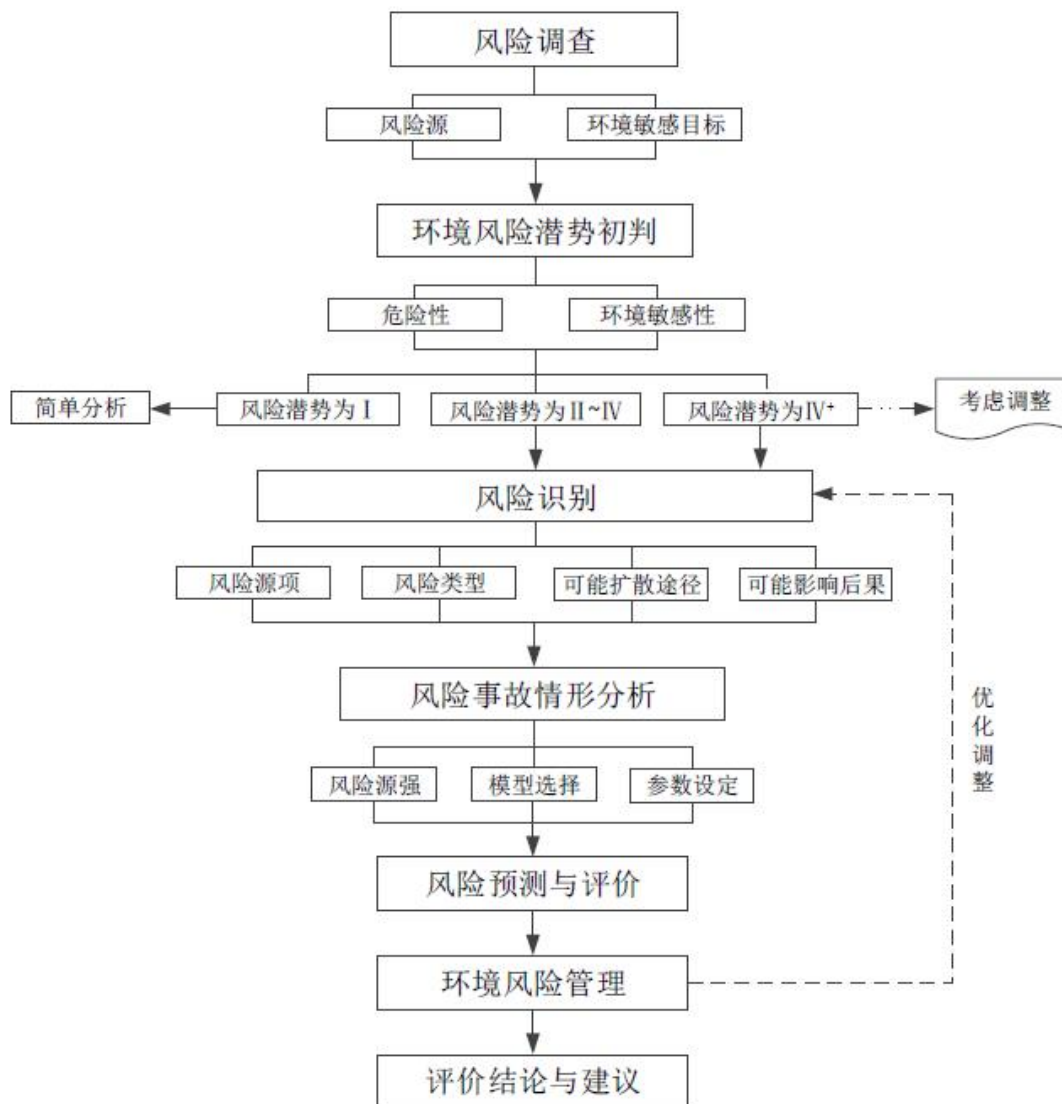 风险调查
风险源
环境敏感目标
环境风险潜势初判
危险性
环境敏感性
简单分析
风险潜势为Ⅰ
风险潜势为Ⅱ~Ⅳ
风险潜势为Ⅳ⁺
考虑调整
风险识别
风险源项
风险类型
可能扩散途径
可能影响后果
风险事故情形分析
风险源强
模型选择
参数设定
优化调整
风险预测与评价
环境风险管理
评价结论与建议